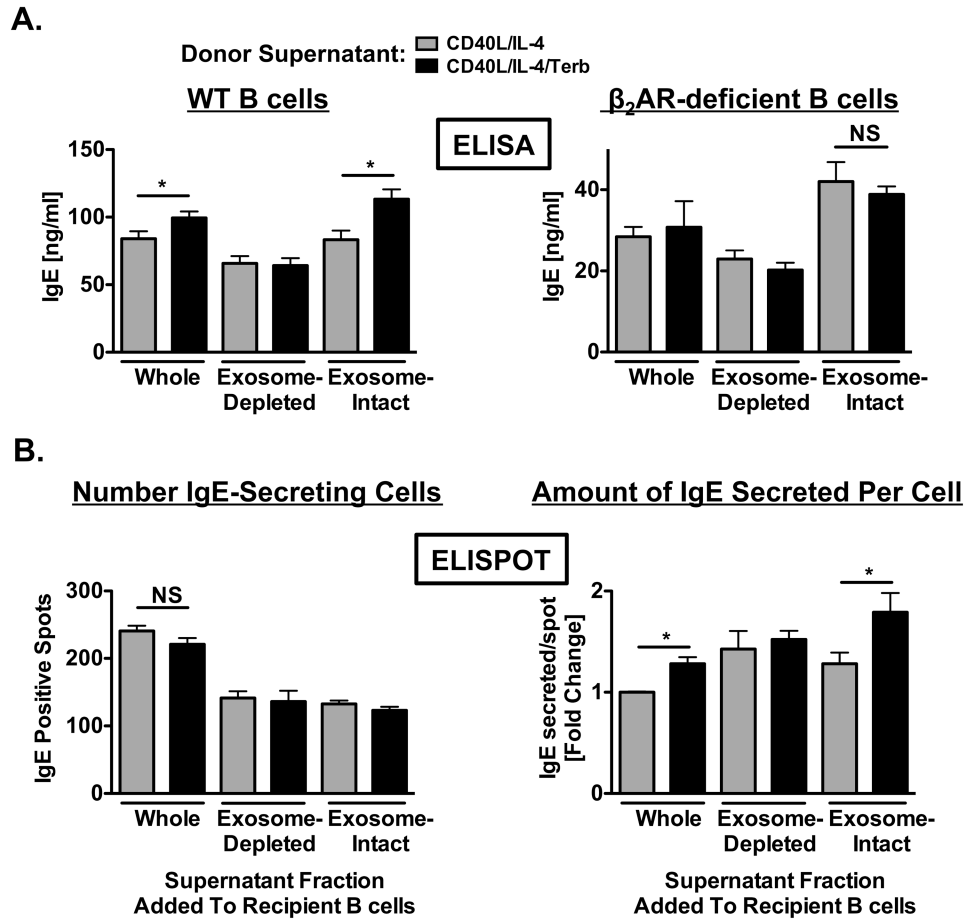 A.
Donor Supernatant:
CD40L/IL-4
CD40L/IL-4/Terb
WT B cells
β₂AR-deficient B cells
ELISA
IgE [ng/ml]
150
100
50
0
*
*
Whole
Exosome-
Depleted
Exosome-
Intact
IgE [ng/ml]
40
20
0
NS
Whole
Exosome-
Depleted
Exosome-
Intact
B.
Number IgE-Secreting Cells
Amount of IgE Secreted Per Cell
ELISPOT
IgE Positive Spots
300
200
100
0
NS
Whole
Exosome-
Depleted
Exosome-
Intact
Supernatant Fraction
Added To Recipient B cells
IgE secreted/spot
[Fold Change]
2
1
0
*
*
Whole
Exosome-
Depleted
Exosome-
Intact
Supernatant Fraction
Added To Recipient B cells